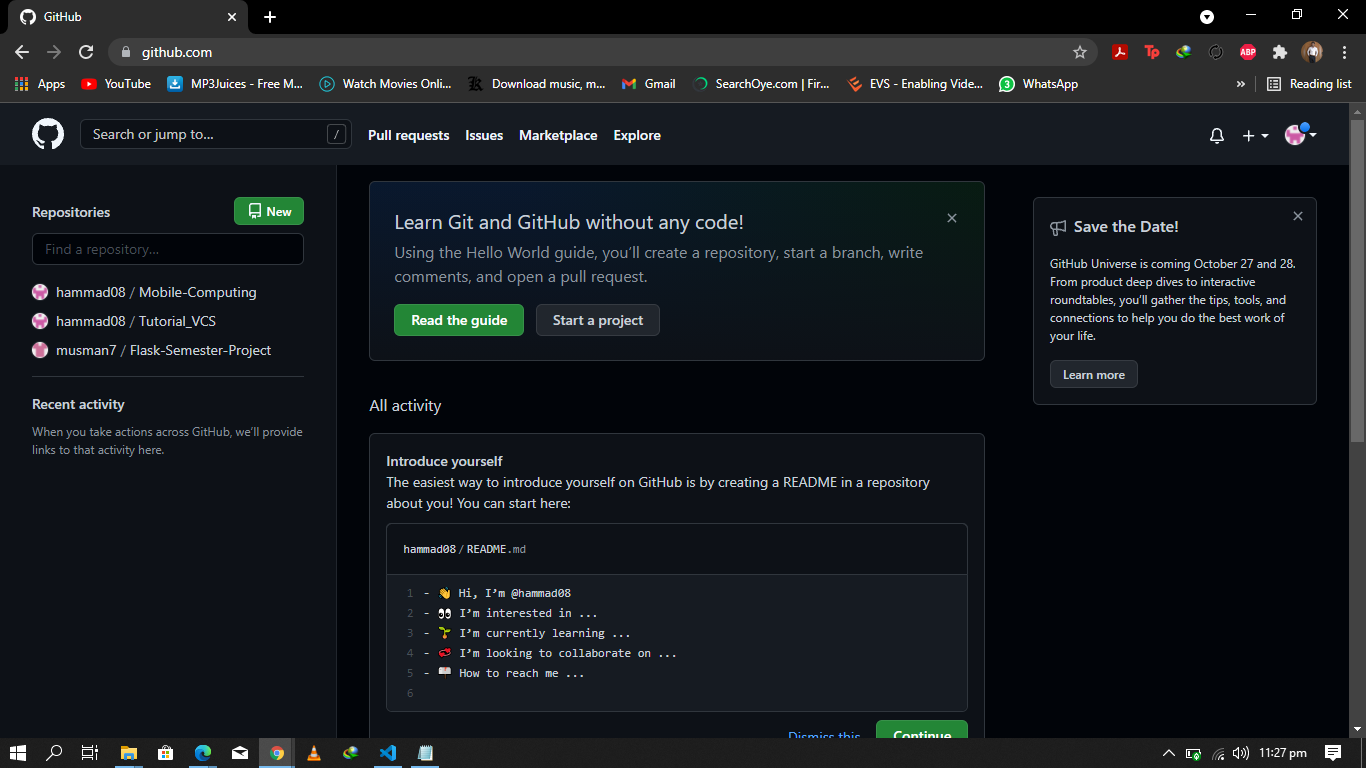 GitHub
github.com
Apps
YouTube
MP3Juices - Free M...
Watch Movies Onli...
Download music, m...
Gmail
SearchOye.com | Fir...
EVS - Enabling Vide...
3
WhatsApp
»
Reading list
Search or jump to...
/
Pull requests
Issues
Marketplace
Explore
Repositories
New
Find a repository...
hammad08 / Mobile-Computing
hammad08 / Tutorial_VCS
musman7 / Flask-Semester-Project
Recent activity
When you take actions across GitHub, we'll provide
links to that activity here.
Learn Git and GitHub without any code!
Using the Hello World guide, you'll create a repository, start a branch, write
comments, and open a pull request.
Read the guide
Start a project
All activity
Introduce yourself
The easiest way to introduce yourself on GitHub is by creating a README in a repository
about you! You can start here:
hammad08 / README.md
1 - 👋 Hi, I'm @hammad08
2 - 👀 I'm interested in ...
3 - 🌱 I'm currently learning ...
4 - 💞️ I'm looking to collaborate on ...
5 - 📫 How to reach me ...
6
Dismiss this
Continue
Save the Date!
GitHub Universe is coming October 27 and 28.
From product deep dives to interactive
roundtables, you'll gather the tips, tools, and
connections to help you do the best work of
your life.
Learn more
Tp
ABP
11:27 pm